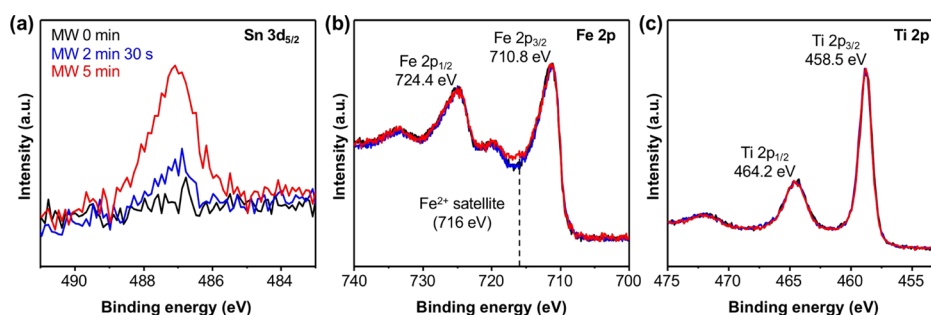 (a)
Sn 3d5/2
MW 0 min
MW 2 min 30 s
MW 5 min
Intensity (a.u.)
490 488 486 484
Binding energy (eV)
(b)
Fe 2p
Fe 2p1/2
724.4 eV
Fe 2p3/2
710.8 eV
Fe2+ satellite
(716 eV)
Intensity (a.u.)
740 730 720 710 700
Binding energy (eV)
(c)
Ti 2p
Ti 2p3/2
458.5 eV
Ti 2p1/2
464.2 eV
Intensity (a.u.)
475 470 465 460 455
Binding energy (eV)